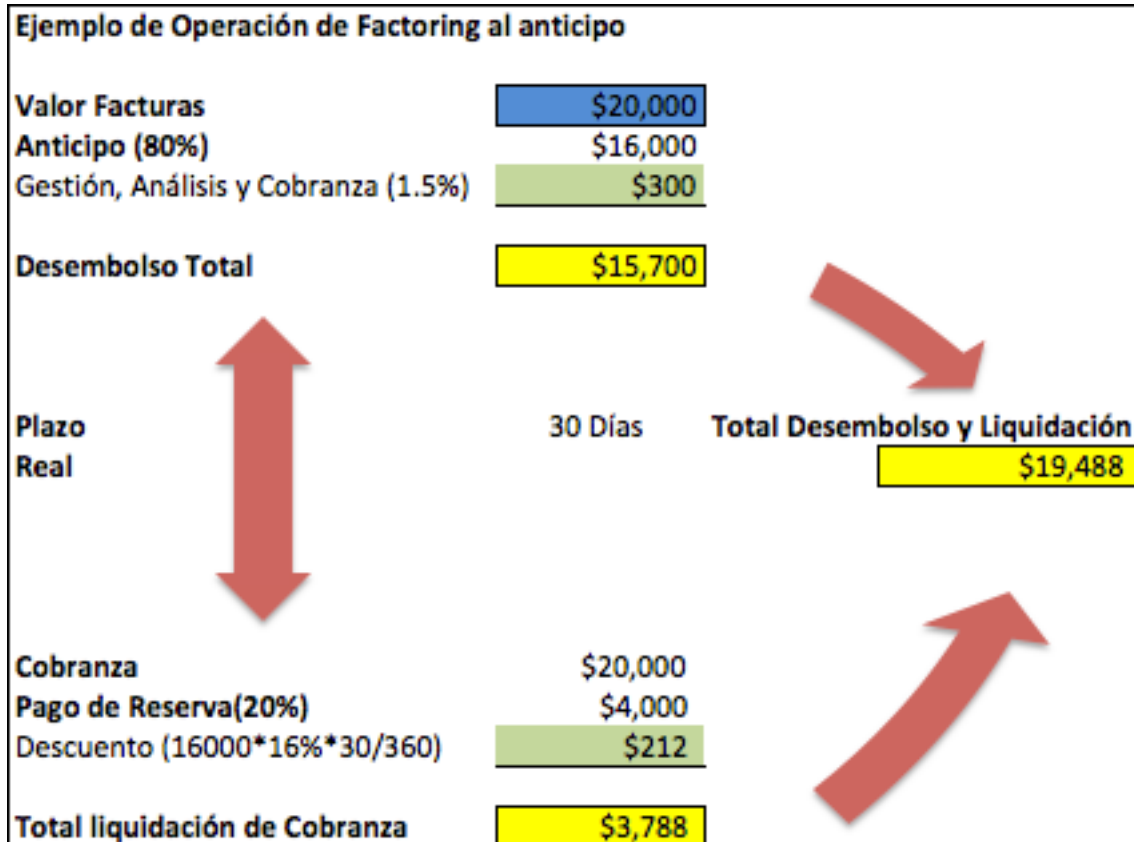 Ejemplo de Operación de Factoring al anticipo
Valor Facturas $20,000
Anticipo (80%) $16,000
Gestión, Análisis y Cobranza (1.5%) $300
Desembolso Total $15,700
Plazo 30 Días Total Desembolso y Liquidación
Real $19,488
Cobranza $20,000
Pago de Reserva(20%) $4,000
Descuento (16000*16%*30/360) $212
Total liquidación de Cobranza $3,788